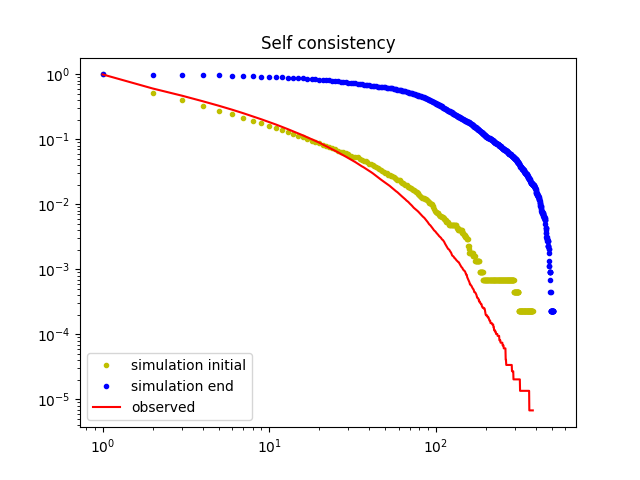 Self consistency
10⁰
10⁻¹
10⁻²
10⁻³
10⁻⁴
10⁻⁵
simulation initial
simulation end
observed
10⁰ 10¹ 10²